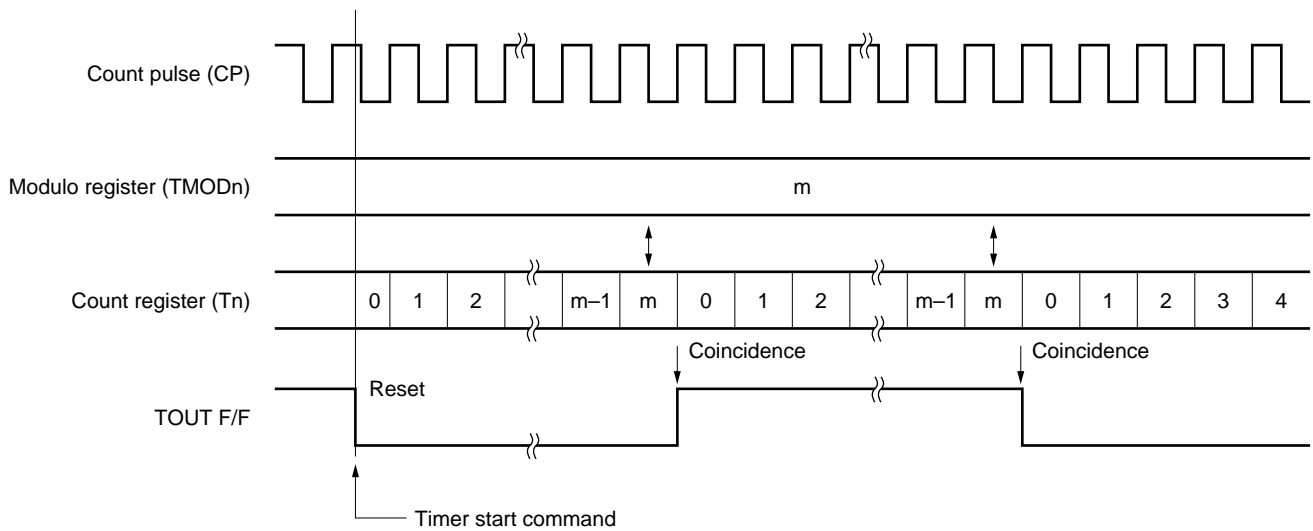 Count pulse (CP)
Modulo register (TMODn)
m
Count register (Tn)
0 1 2 m–1 m 0 1 2 m–1 m 0 1 2 3 4
Coincidence Coincidence
Reset
TOUT F/F
Timer start command